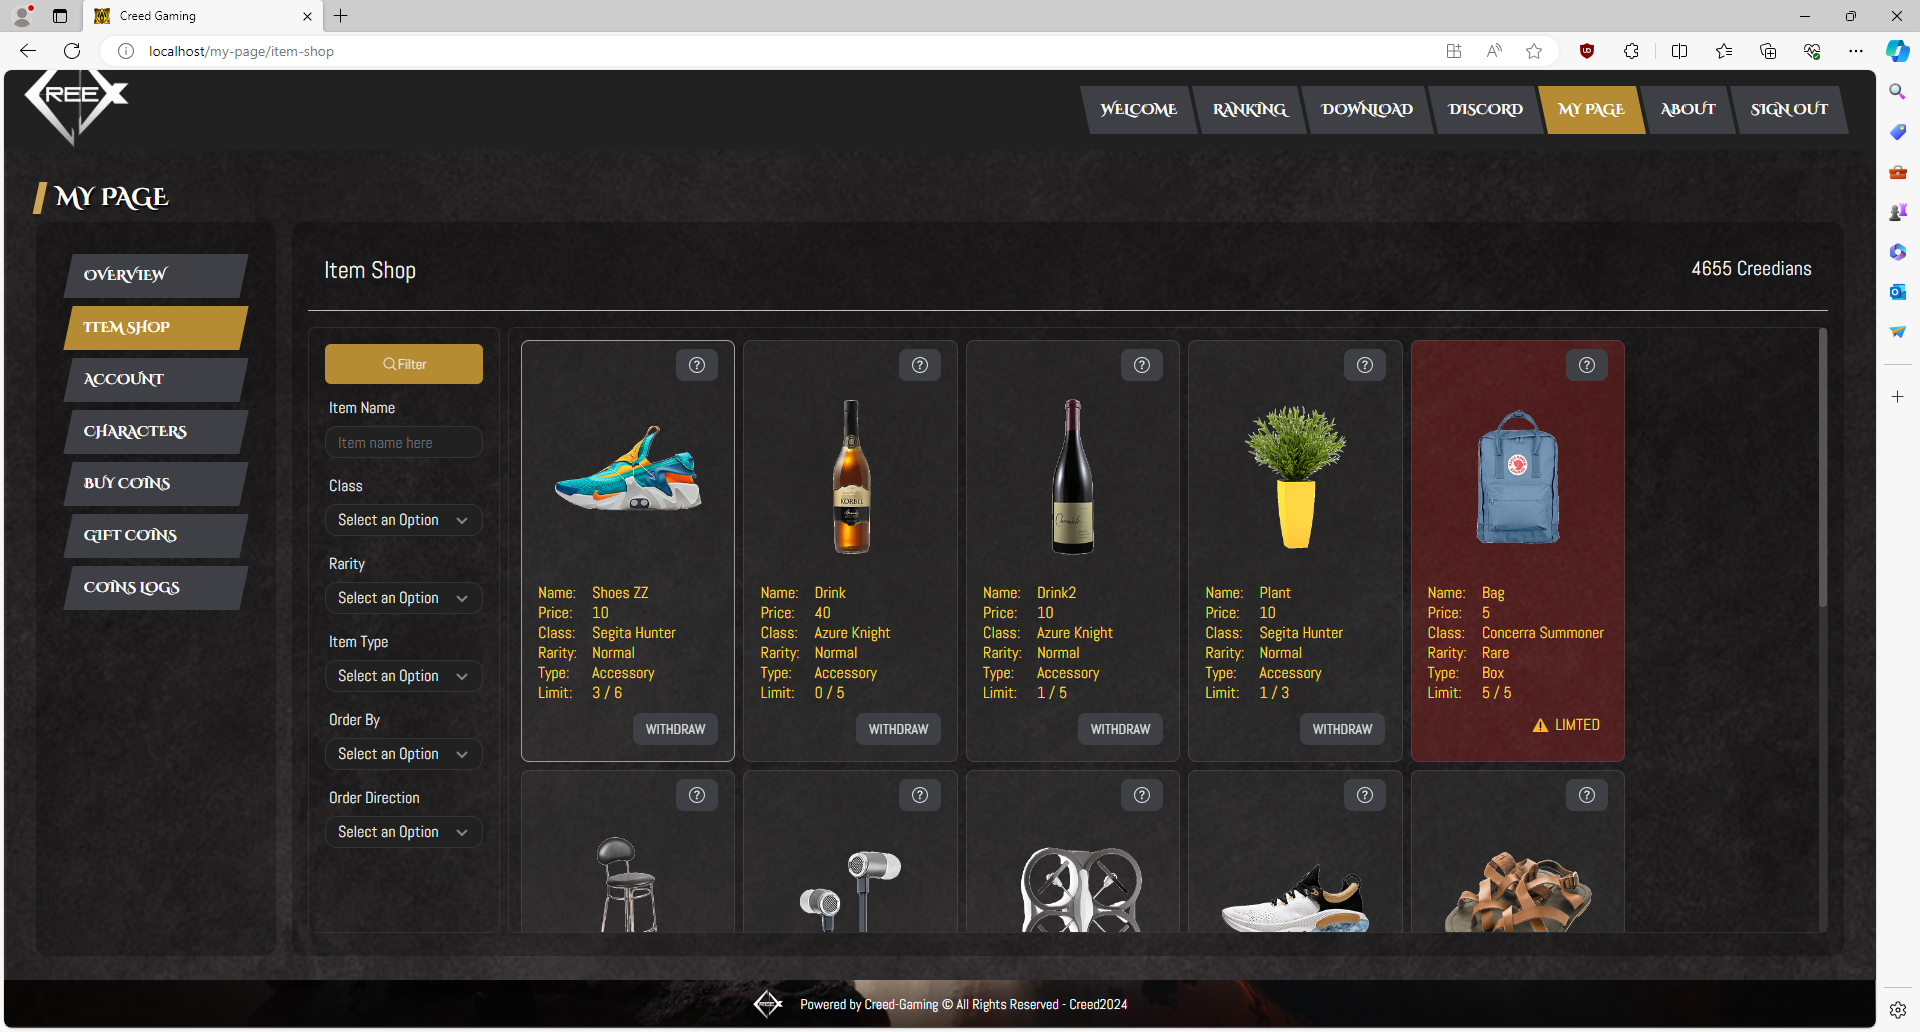 Creed Gaming
localhost/my-page/item-shop
CREEX
WELCOME
RANKING
DOWNLOAD
DISCORD
MY PAGE
ABOUT
SIGN OUT
MY PAGE
OVERVIEW
ITEM SHOP
ACCOUNT
CHARACTERS
BUY COINS
GIFT COINS
COINS LOGS
Item Shop
4655 Creedians
Filter
Item Name
Item name here
Class
Select an Option
Rarity
Select an Option
Item Type
Select an Option
Order By
Select an Option
Order Direction
Select an Option
KORBEL
Name: Shoes ZZ
Price: 10
Class: Segita Hunter
Rarity: Normal
Type: Accessory
Limit: 3 / 6
WITHDRAW
Name: Drink
Price: 40
Class: Azure Knight
Rarity: Normal
Type: Accessory
Limit: 0 / 5
WITHDRAW
Name: Drink2
Price: 10
Class: Azure Knight
Rarity: Normal
Type: Accessory
Limit: 1 / 5
WITHDRAW
Name: Plant
Price: 10
Class: Segita Hunter
Rarity: Normal
Type: Accessory
Limit: 1 / 3
WITHDRAW
Name: Bag
Price: 5
Class: Concerra Summoner
Rarity: Rare
Type: Box
Limit: 5 / 5
LIMTED
Powered by Creed-Gaming © All Rights Reserved - Creed2024